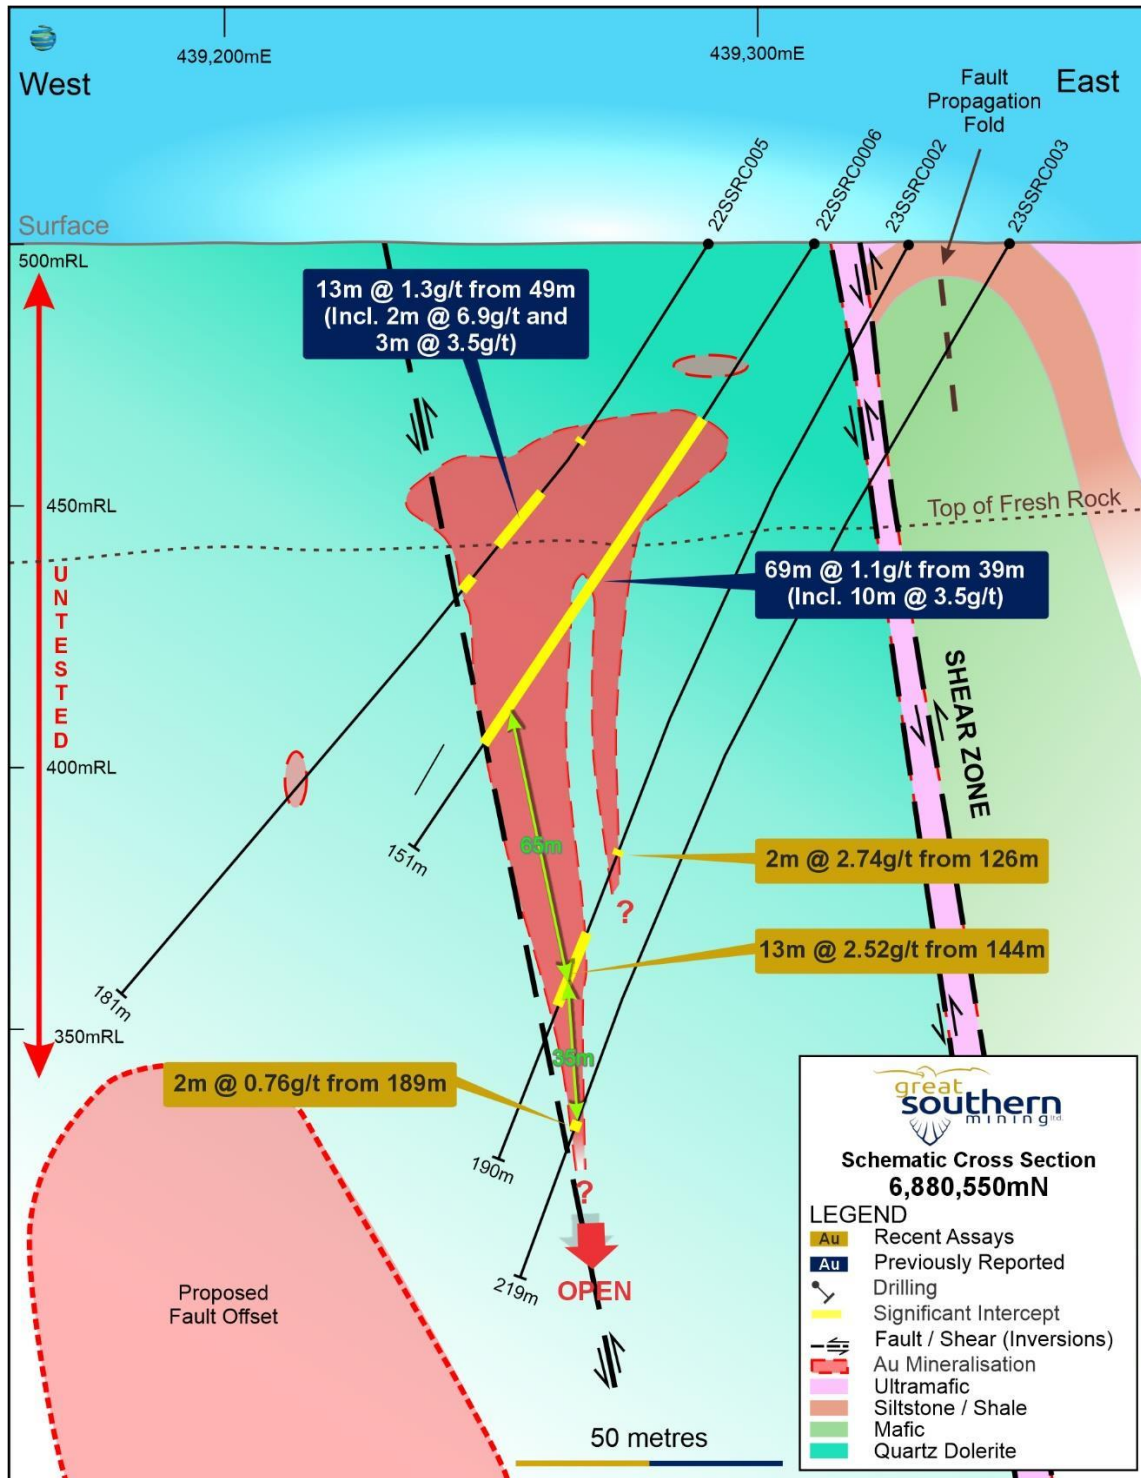 439,200mE
439,300mE
West
East
Fault
Propagation
Fold
22SSRC005
22SSRC0006
23SSRC002
23SSRC003
Surface
500mRL
13m @ 1.3g/t from 49m
(Incl. 2m @ 6.9g/t and
3m @ 3.5g/t)
450mRL
Top of Fresh Rock
69m @ 1.1g/t from 39m
(Incl. 10m @ 3.5g/t)
UNTESTED
SHEAR ZONE
400mRL
65m
151m
2m @ 2.74g/t from 126m
?
13m @ 2.52g/t from 144m
181m
350mRL
35m
2m @ 0.76g/t from 189m
190m
?
219m
OPEN
Proposed
Fault Offset
50 metres
great
southern
mining ltd.
Schematic Cross Section
6,880,550mN
LEGEND
Au Recent Assays
Au Previously Reported
Drilling
Significant Intercept
Fault / Shear (Inversions)
Au Mineralisation
Ultramafic
Siltstone / Shale
Mafic
Quartz Dolerite